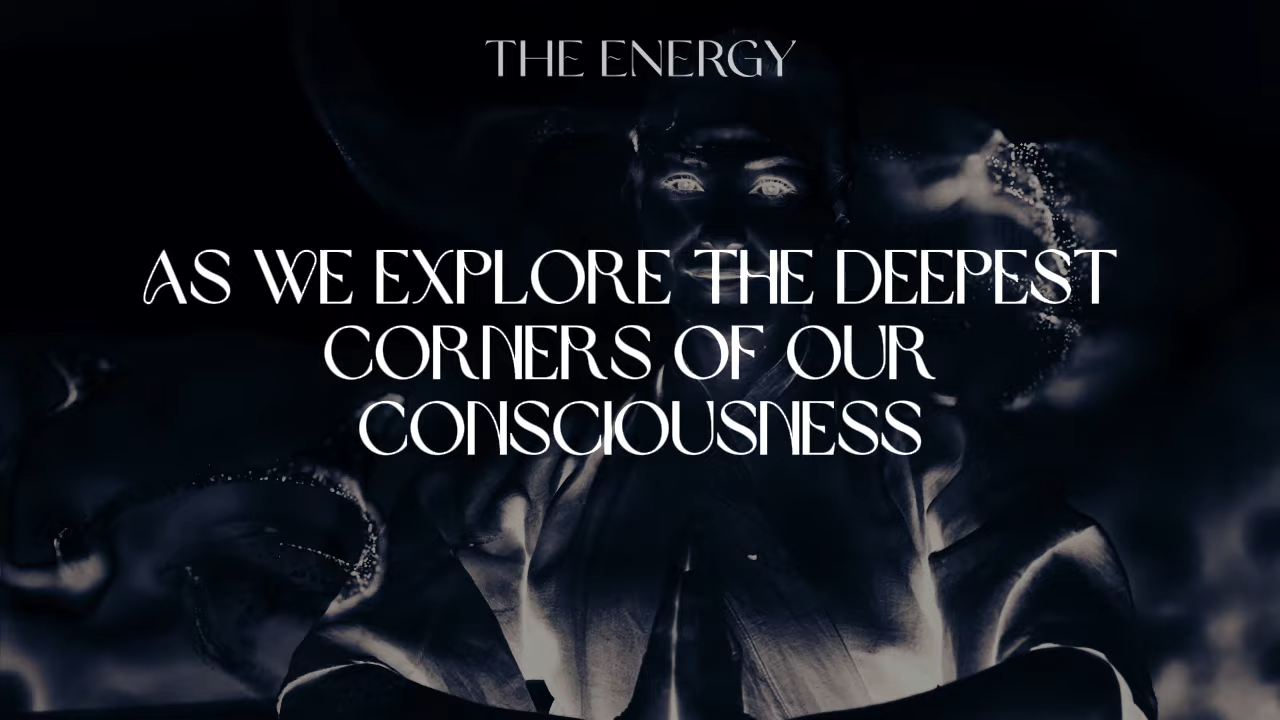 THE ENERGY
AS WE EXPLORE THE DEEPEST
CORNERS OF OUR
CONSCIOUSNESS